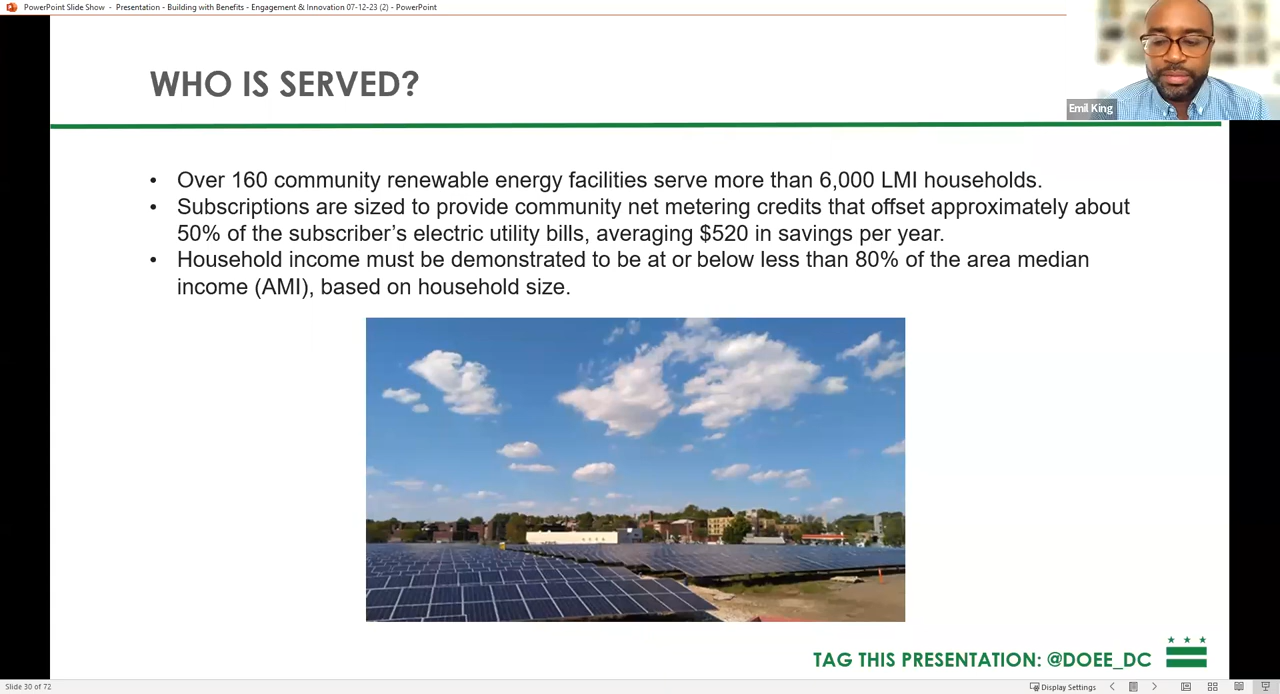 PowerPoint Slide Show - Presentation - Building with Benefits - Engagement & Innovation 07-12-23 (2) - PowerPoint
WHO IS SERVED?
Emil King
• Over 160 community renewable energy facilities serve more than 6,000 LMI households.
• Subscriptions are sized to provide community net metering credits that offset approximately about
50% of the subscriber's electric utility bills, averaging $520 in savings per year.
• Household income must be demonstrated to be at or below less than 80% of the area median
income (AMI), based on household size.
TAG THIS PRESENTATION: @DOEE_DC
Slide 30 of 72
Display Settings